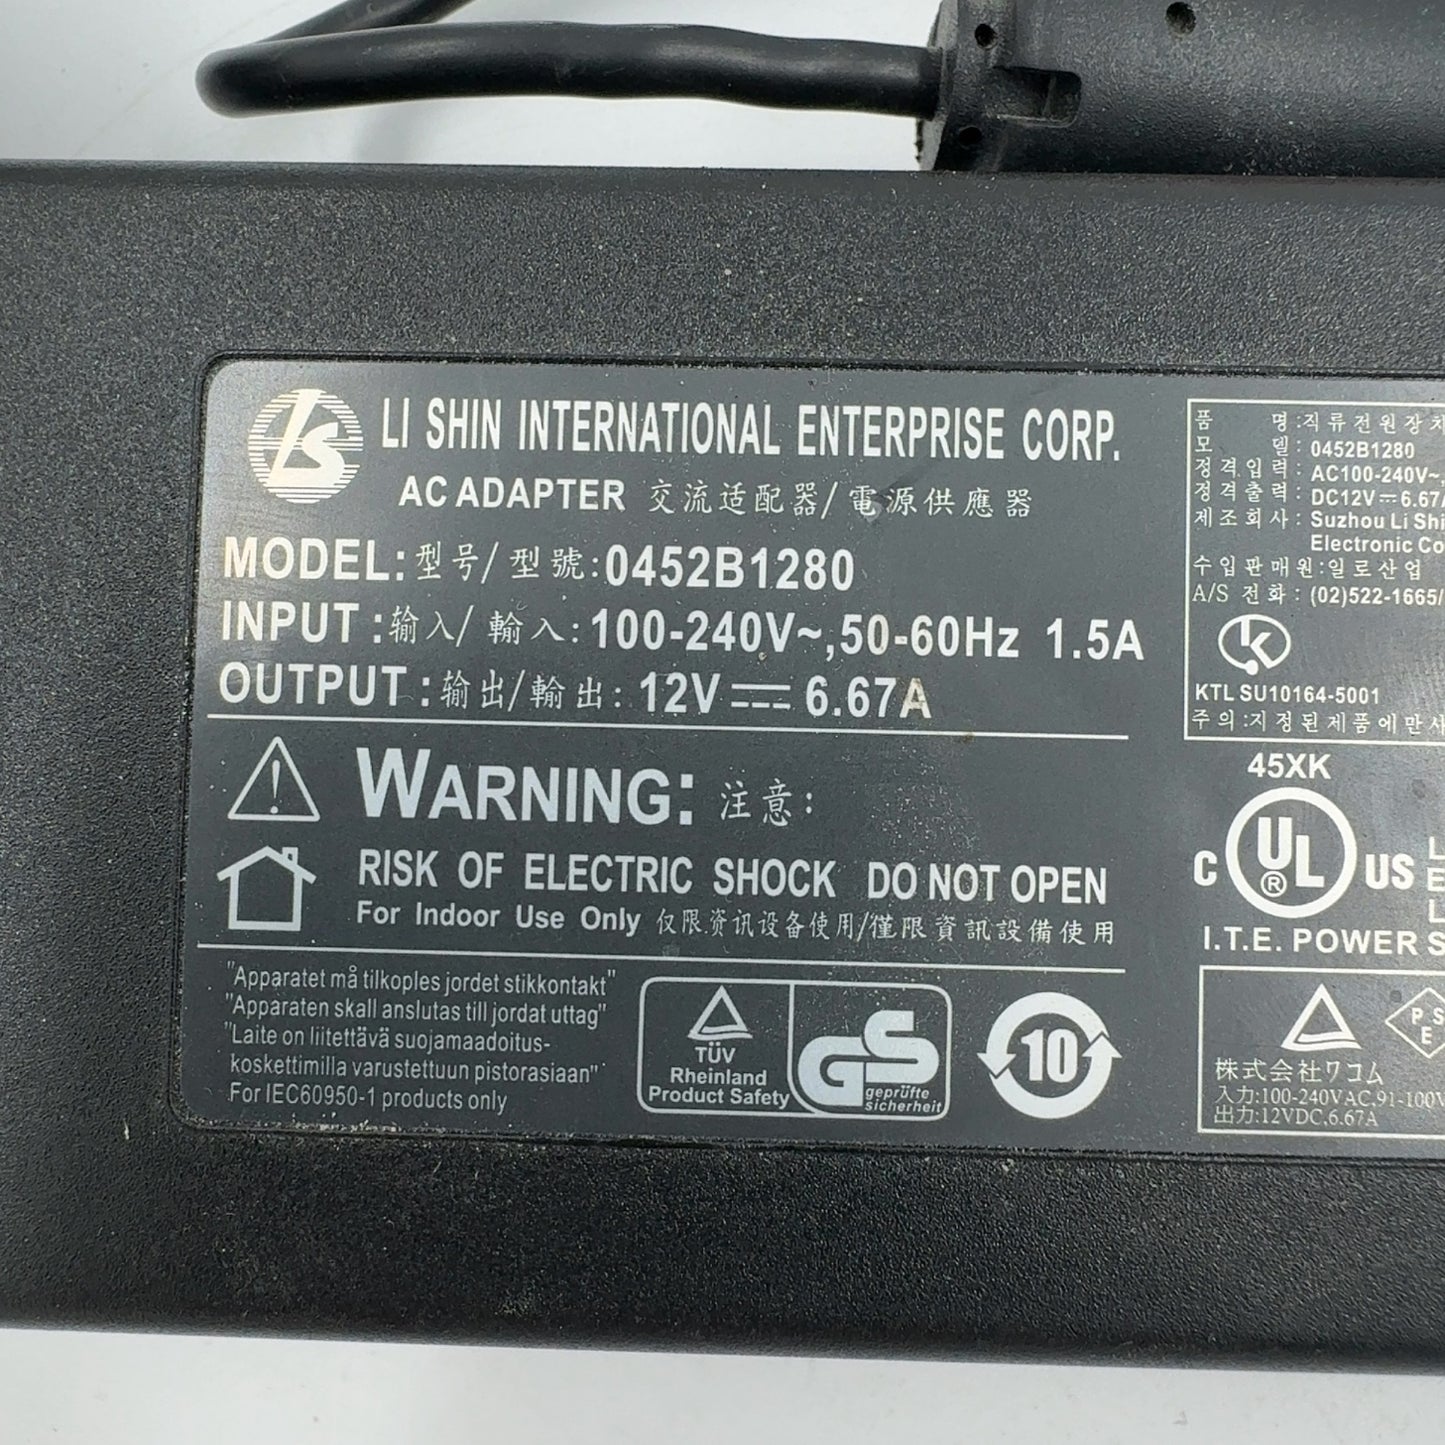 LS
LI SHIN INTERNATIONAL ENTERPRISE CORP.
AC ADAPTER 交流适配器/電源供應器
MODEL:型号/型號:0452B1280
INPUT:输入/輸入:100-240V~,50-60Hz 1.5A
OUTPUT:输出/輸出:12V⎓6.67A
WARNING:注意:
RISK OF ELECTRIC SHOCK DO NOT OPEN
For Indoor Use Only 仅限资讯设备使用/僅限資訊設備使用
"Apparatet må tilkoples jordet stikkontakt"
"Apparaten skall anslutas till jordat uttag"
"Laite on liitettävä suojamaadoitus-
koskettimilla varustettuun pistorasiaan"
For IEC60950-1 products only
TÜV
Rheinland
Product Safety
GS
geprüfte
sicherheit
10
품 명:직류전원장치
모 델:0452B1280
정격입력:AC100-240V~,
정격출력:DC12V⎓6.67A
제조회사:Suzhou Li Shi
Electronic Co
수입판매원:일로산업
A/S 전화:(02)522-1665/
KTL SU10164-5001
주의:지정된제품에만사
45XK
C UL® US
I.T.E. POWER S
PS
E
株式会社ワコム
入力:100-240VAC,91-100V
出力:12VDC,6.67A